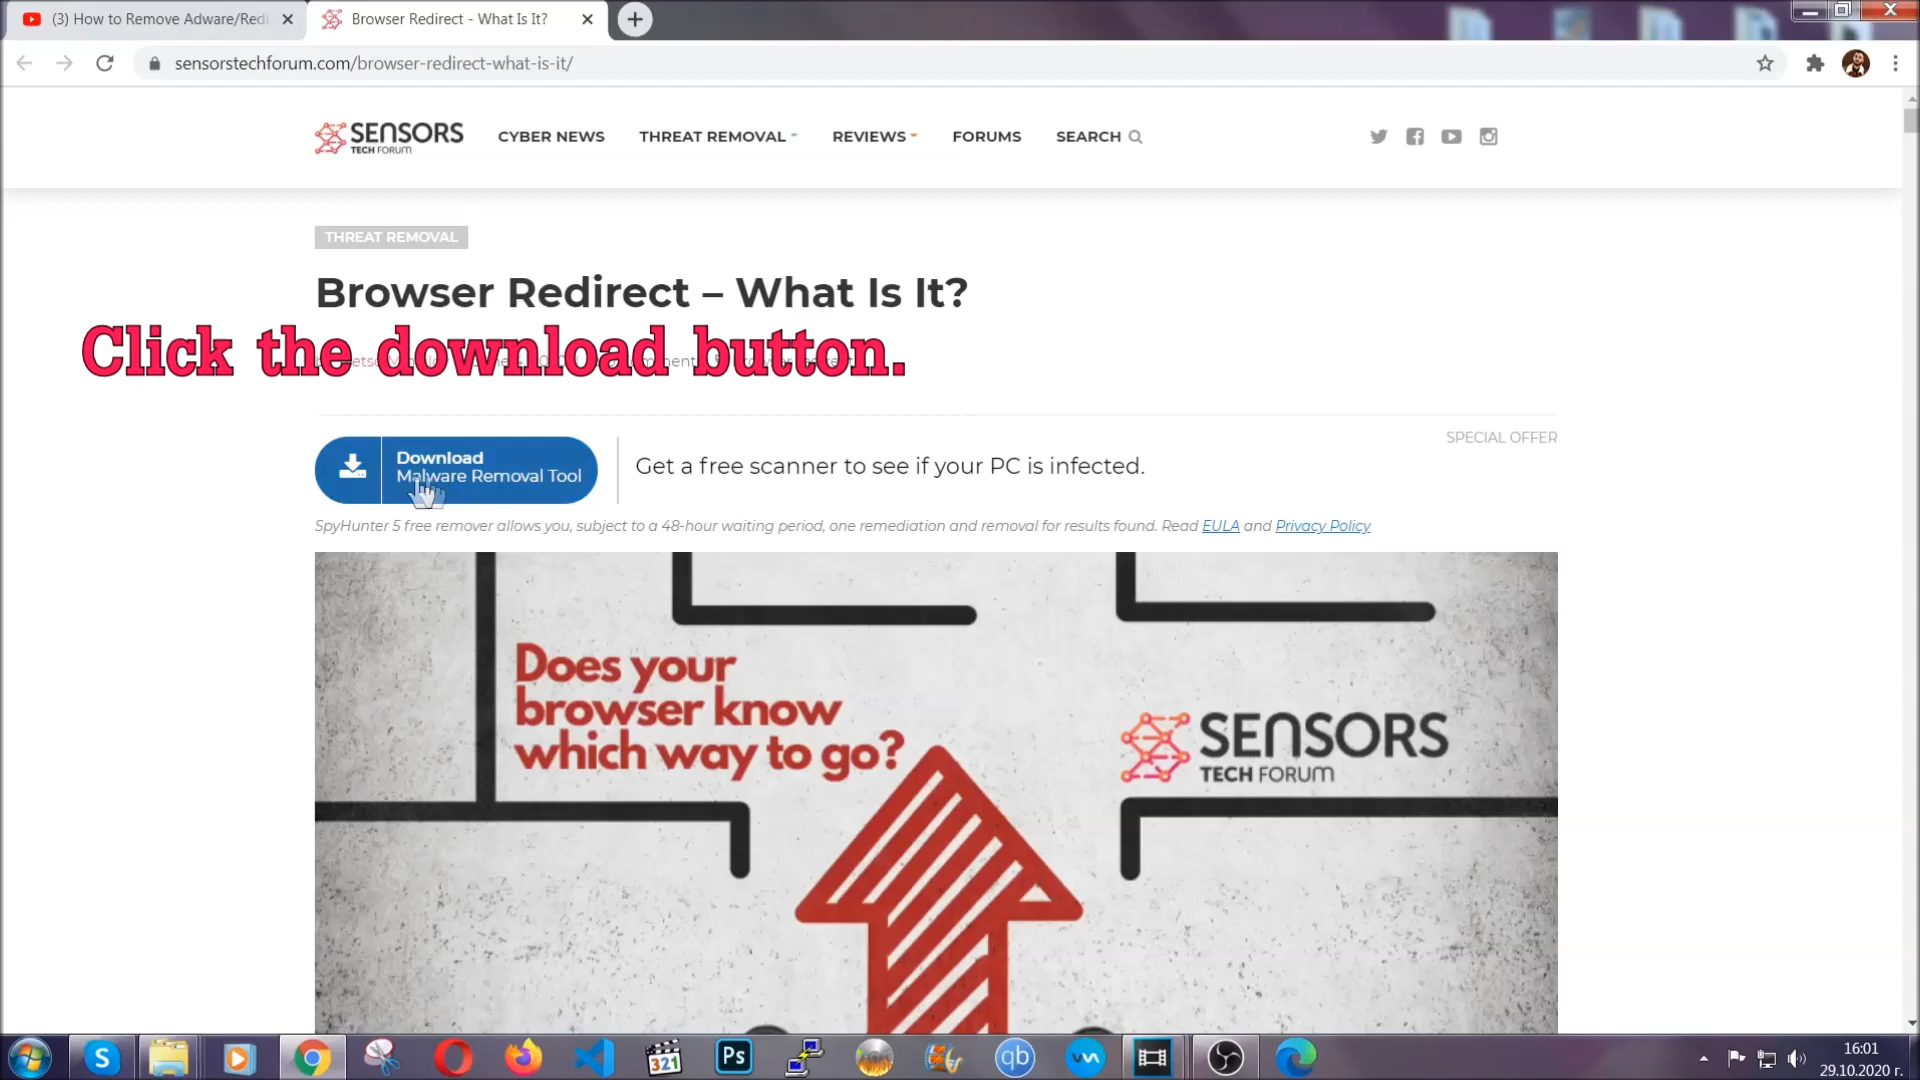 (3) How to Remove Adware/Redi
Browser Redirect - What Is It?
sensorstechforum.com/browser-redirect-what-is-it/
SENSORS
TECH FORUM
CYBER NEWS
THREAT REMOVAL
REVIEWS
FORUMS
SEARCH
THREAT REMOVAL
Browser Redirect – What Is It?
Click the download button.
SPECIAL OFFER
Download
Malware Removal Tool
Get a free scanner to see if your PC is infected.
SpyHunter 5 free remover allows you, subject to a 48-hour waiting period, one remediation and removal for results found. Read EULA and Privacy Policy
Does your
browser know
which way to go?
SENSORS
TECH FORUM
S
321
Ps
qb
16:01
29.10.2020 г.